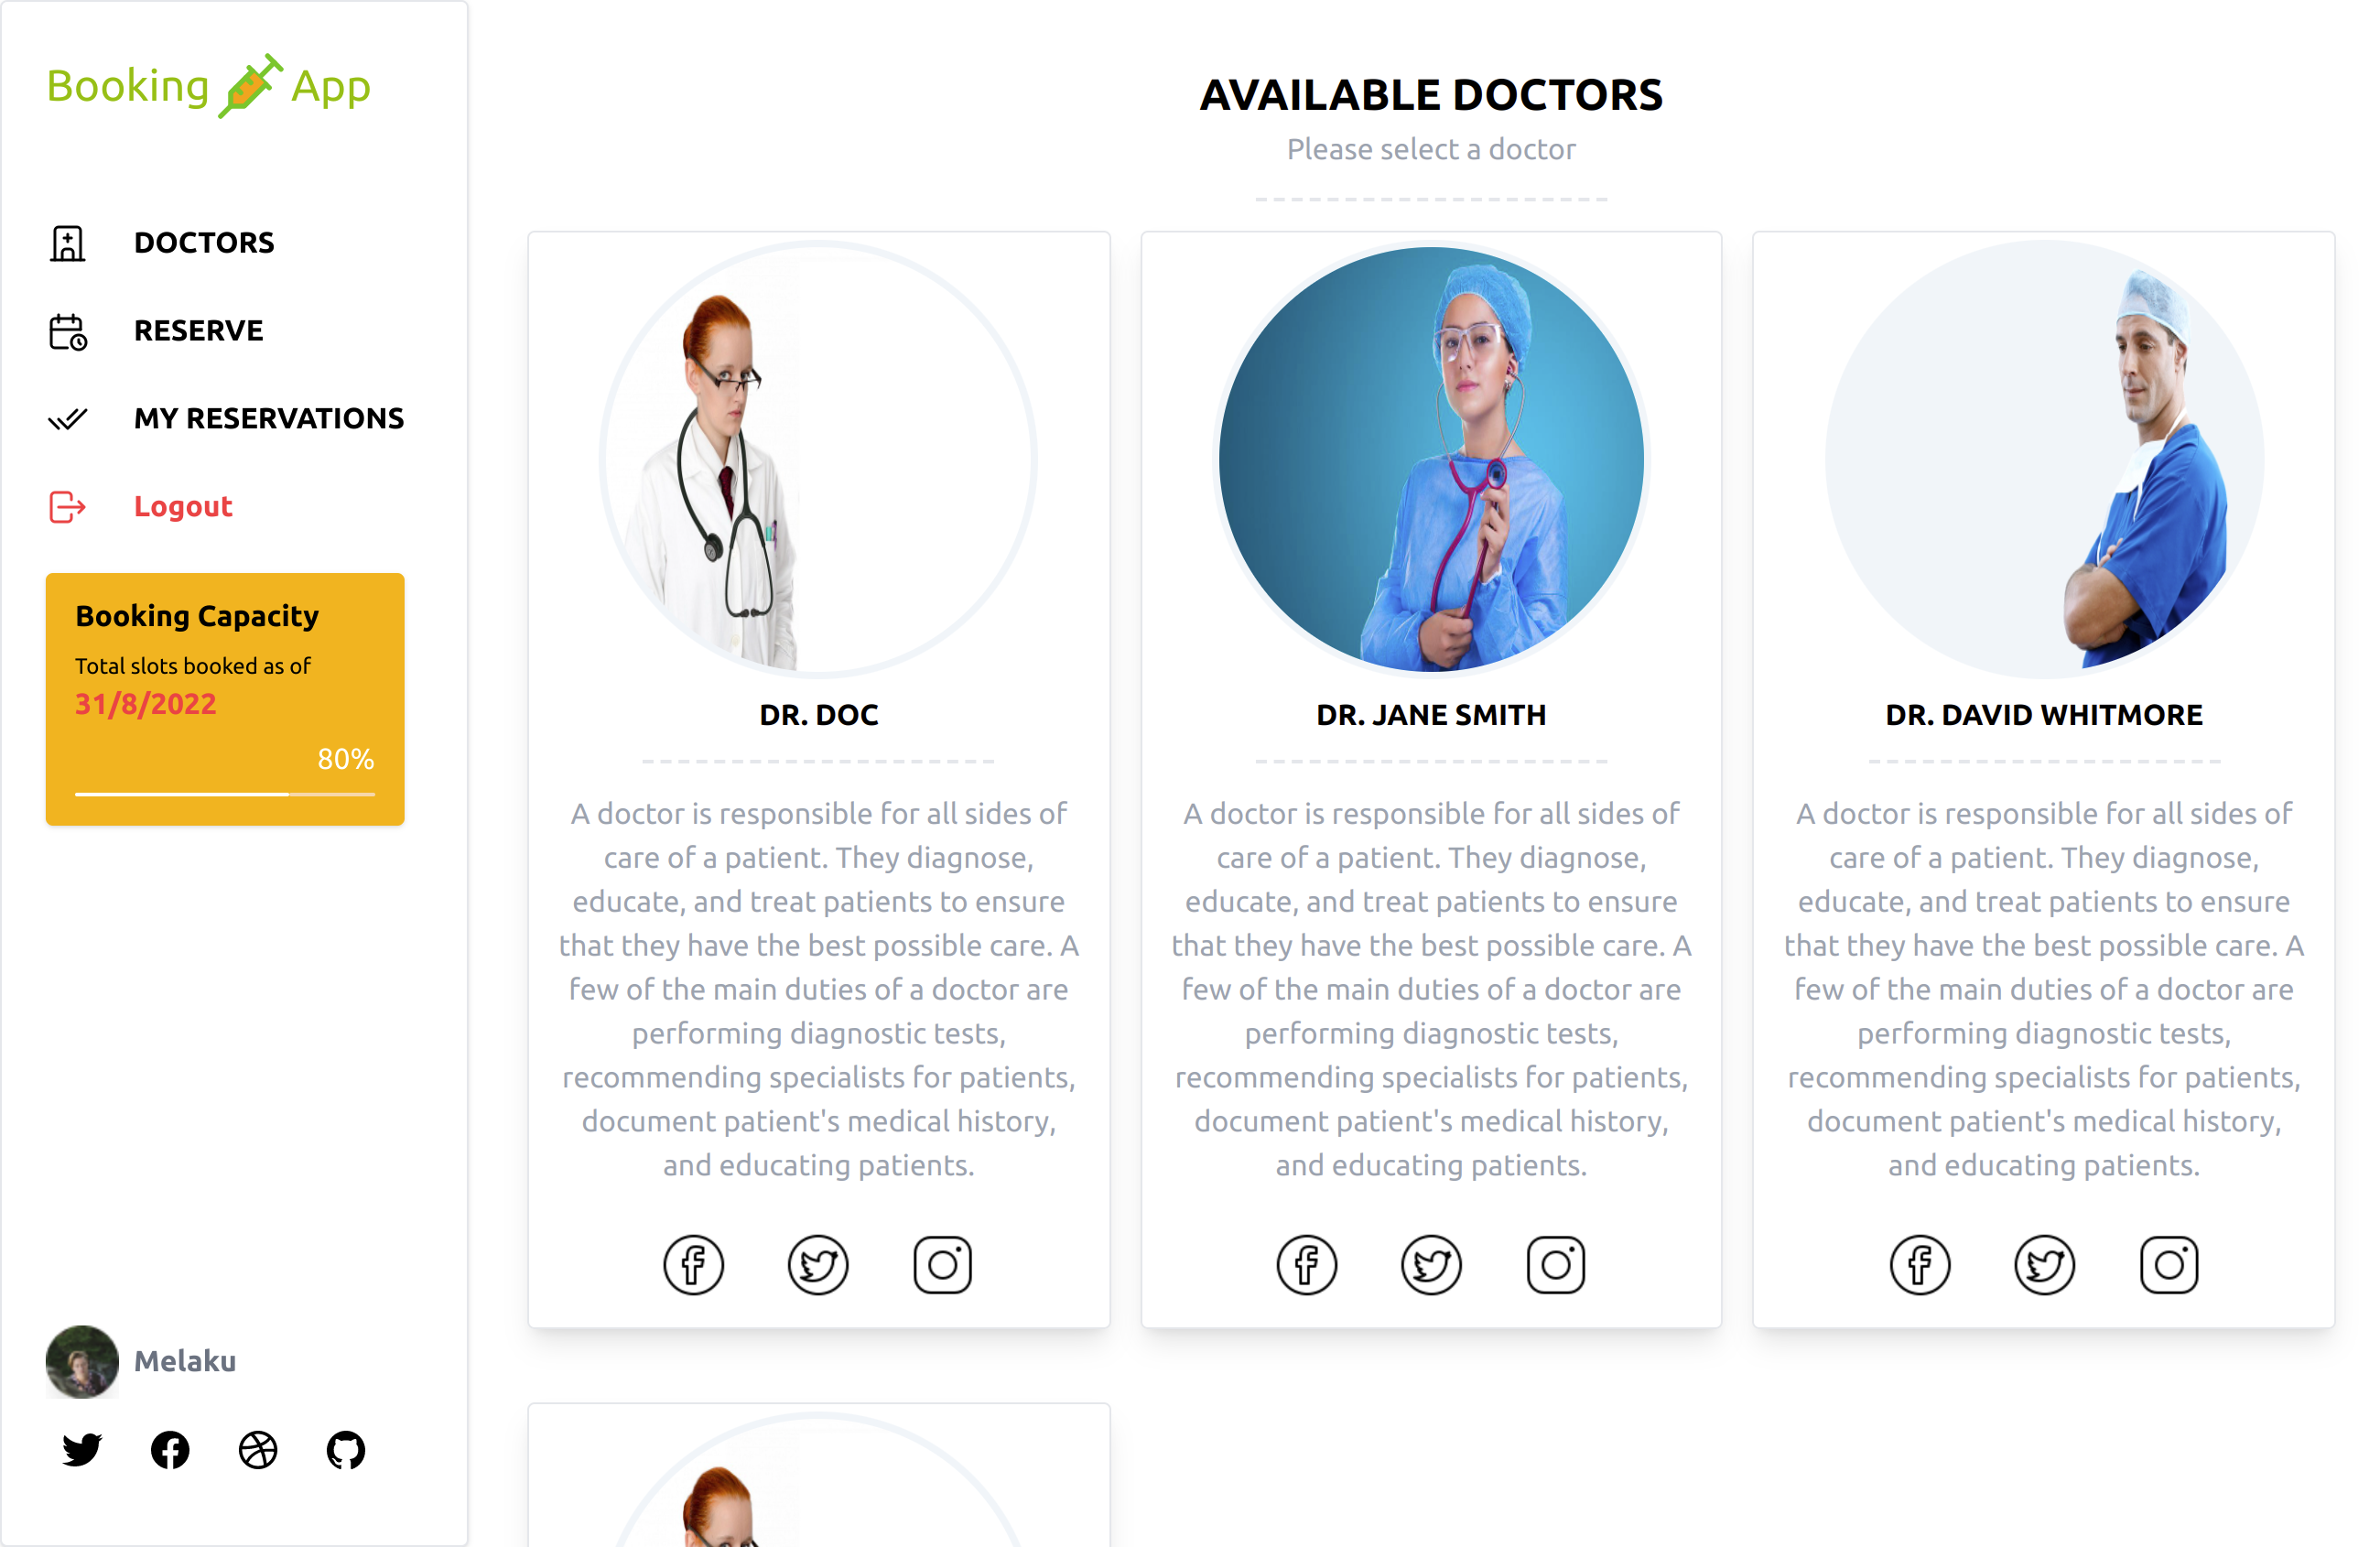 Booking App
DOCTORS
RESERVE
MY RESERVATIONS
Logout
Booking Capacity
Total slots booked as of
31/8/2022
80%
Melaku
AVAILABLE DOCTORS
Please select a doctor
DR. DOC
A doctor is responsible for all sides of
care of a patient. They diagnose,
educate, and treat patients to ensure
that they have the best possible care. A
few of the main duties of a doctor are
performing diagnostic tests,
recommending specialists for patients,
document patient's medical history,
and educating patients.
DR. JANE SMITH
A doctor is responsible for all sides of
care of a patient. They diagnose,
educate, and treat patients to ensure
that they have the best possible care. A
few of the main duties of a doctor are
performing diagnostic tests,
recommending specialists for patients,
document patient's medical history,
and educating patients.
DR. DAVID WHITMORE
A doctor is responsible for all sides of
care of a patient. They diagnose,
educate, and treat patients to ensure
that they have the best possible care. A
few of the main duties of a doctor are
performing diagnostic tests,
recommending specialists for patients,
document patient's medical history,
and educating patients.